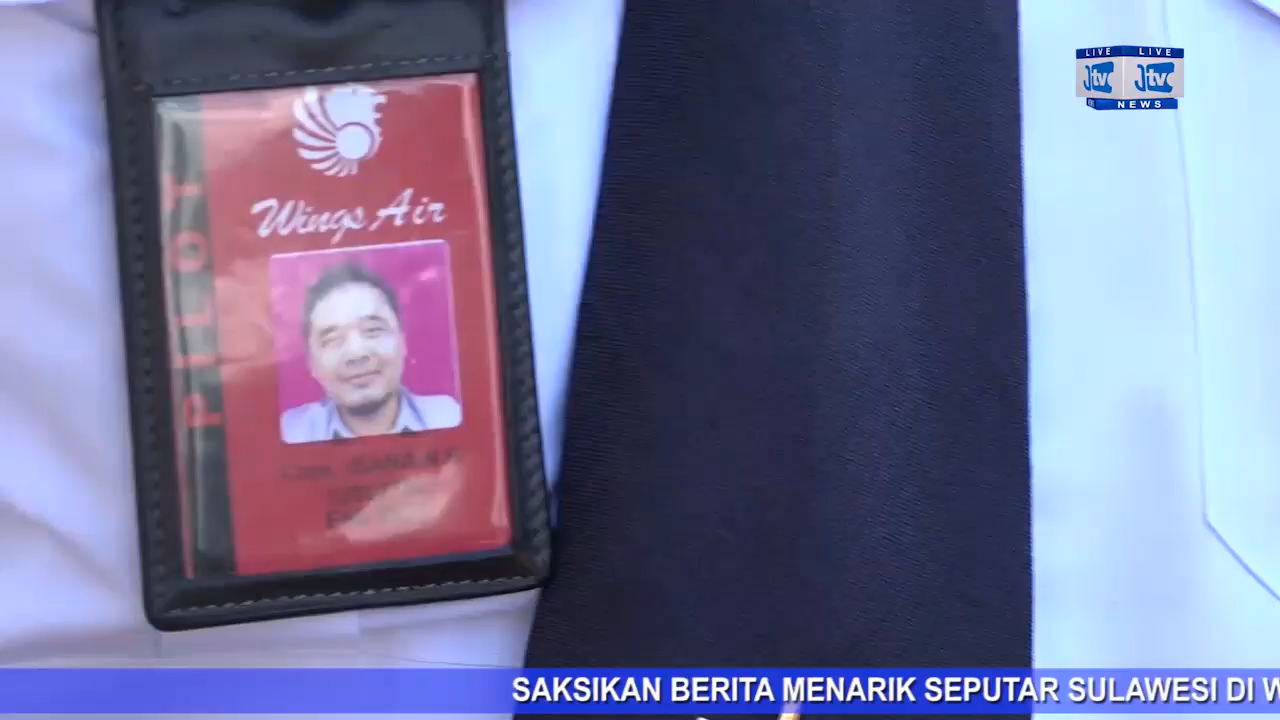 LIVE LIVE
Jtv Jtv
NEWS
Wings Air
PILOT
SAKSIKAN BERITA MENARIK SEPUTAR SULAWESI DI W